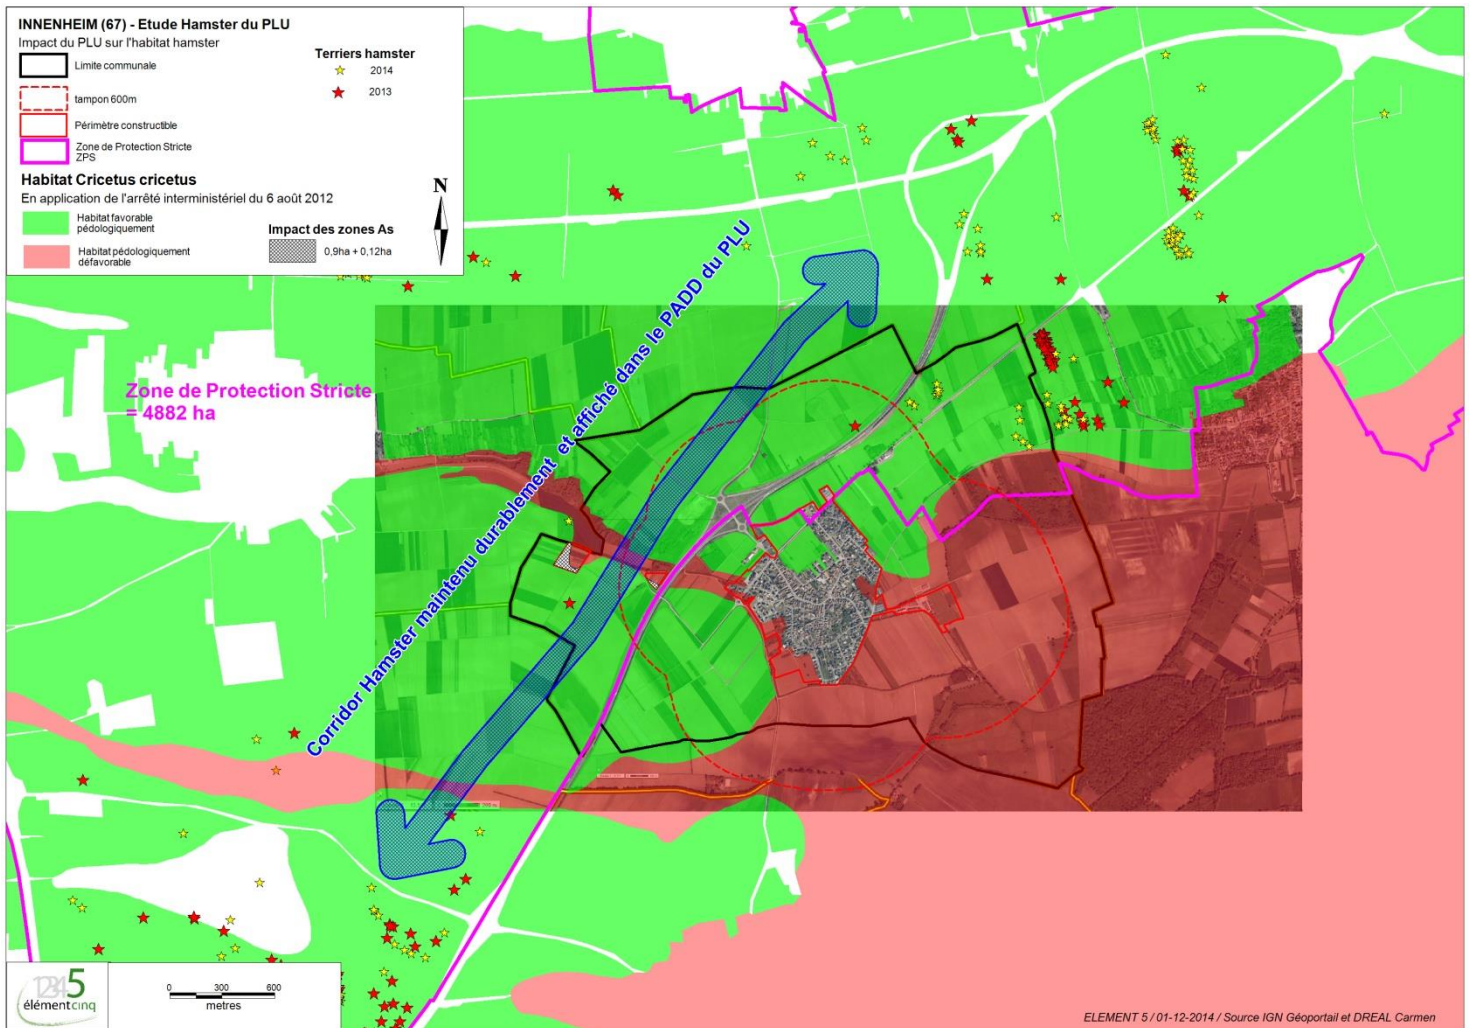 INNENHEIM (67) - Etude Hamster du PLU
Impact du PLU sur l'habitat hamster
Limite communale
tampon 600m
Périmètre constructible
Zone de Protection Stricte
ZPS
Terriers hamster
2014
2013
Habitat Cricetus cricetus
En application de l'arrêté interministériel du 6 août 2012
Habitat favorable
pédologiquement
Habitat pédologiquement
défavorable
Impact des zones As
0,9ha + 0,12ha
N
Zone de Protection Stricte
= 4882 ha
Corridor Hamster maintenu durablement et affiché dans le PADD du PLU
12345
élémentcinq
0 300 600
metres
ELEMENT 5 / 01-12-2014 / Source IGN Géoportail et DREAL Carmen